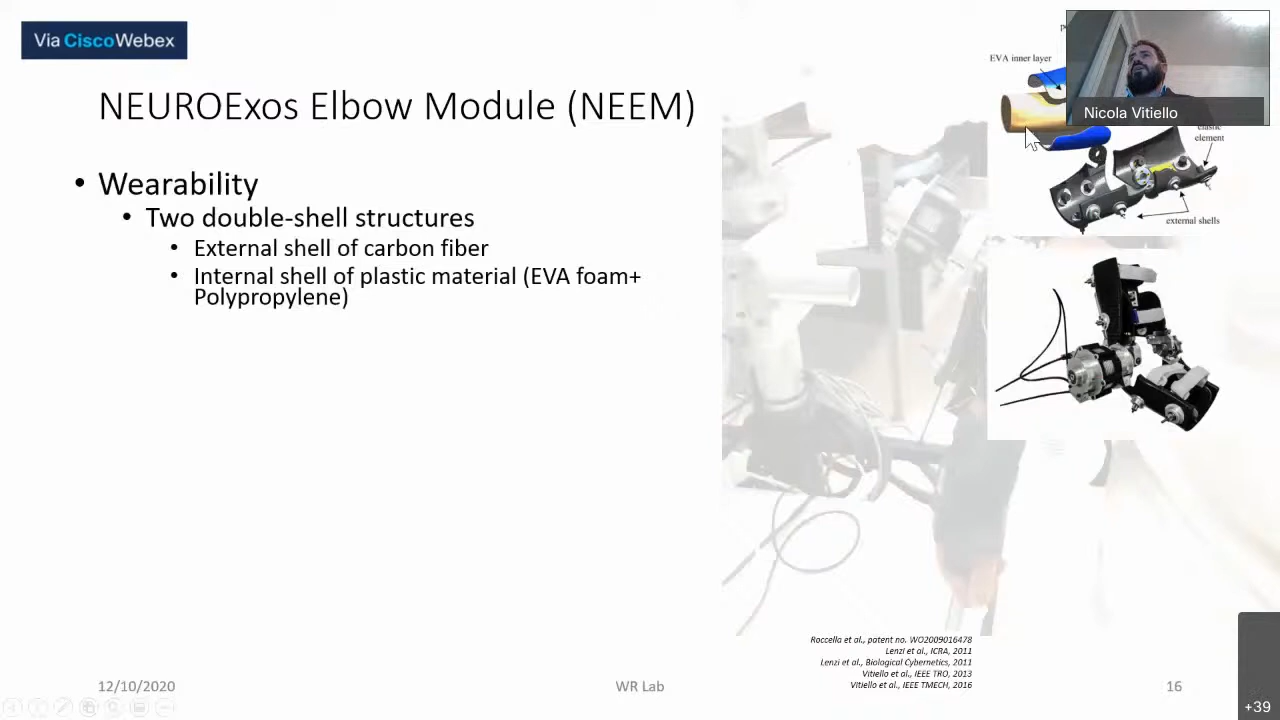 Via CiscoWebex
NEUROExos Elbow Module (NEEM)
EVA inner layer
Nicola Vitiello
elastic
element
external shells
• Wearability
• Two double-shell structures
• External shell of carbon fiber
• Internal shell of plastic material (EVA foam+
Polypropylene)
Roccella et al., patent no. WO2009016478
Lenzi et al., ICRA, 2011
Lenzi et al., Biological Cybernetics, 2011
Vitiello et al., IEEE TRO, 2013
Vitiello et al., IEEE TMECH, 2016
12/10/2020
WR Lab
16
+39